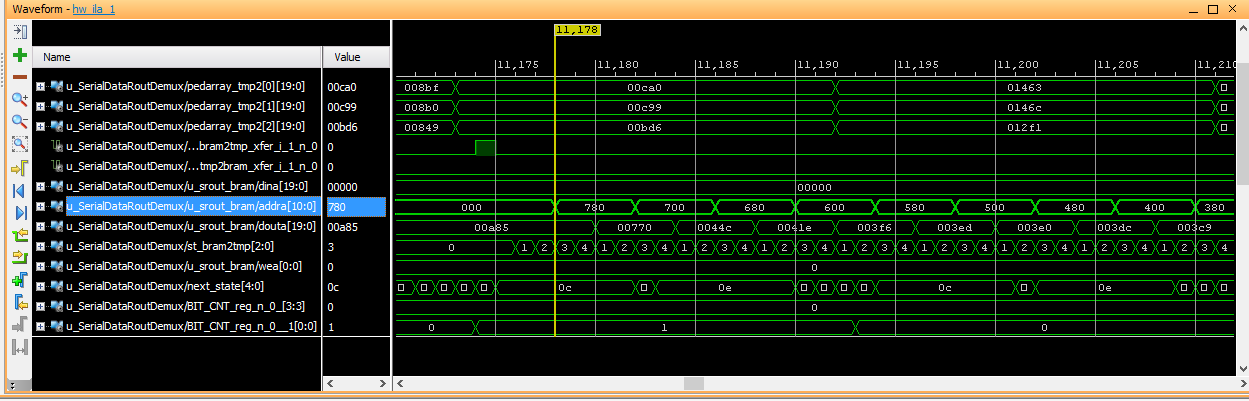 Waveform - hw_ila_1
11,178
Name Value
11,175 11,180 11,185 11,190 11,195 11,200 11,205 11,210
u_SerialDataRoutDemux/pedarray_tmp2[0][19:0] 00ca0 008bf 00ca0 01463
u_SerialDataRoutDemux/pedarray_tmp2[1][19:0] 00c99 008b0 00c99 0146c
u_SerialDataRoutDemux/pedarray_tmp2[2][19:0] 00bd6 00849 00bd6 012f1
u_SerialDataRoutDemux/...bram2tmp_xfer_i_1_n_0 0
u_SerialDataRoutDemux/...tmp2bram_xfer_i_1_n_0 0
u_SerialDataRoutDemux/u_srout_bram/dina[19:0] 00000 00000
u_SerialDataRoutDemux/u_srout_bram/addra[10:0] 780 000 780 700 680 600 580 500 480 400 380
u_SerialDataRoutDemux/u_srout_bram/douta[19:0] 00a85 00a85 00770 0044c 0041e 003f6 003ed 003e0 003dc 003c9
u_SerialDataRoutDemux/st_bram2tmp[2:0] 3 0 1 2 3 4 1 2 3 4 1 2 3 4 1 2 3 4 1 2 3 4 1 2 3 4 1 2 3 4 1 2 3 4 1 2 3 4
u_SerialDataRoutDemux/u_srout_bram/wea[0:0] 0 0
u_SerialDataRoutDemux/next_state[4:0] 0c 0c 0e 0c 0e
u_SerialDataRoutDemux/BIT_CNT_reg_n_0_[3:3] 0 0
u_SerialDataRoutDemux/BIT_CNT_reg_n_0__1[0:0] 1 0 1 0